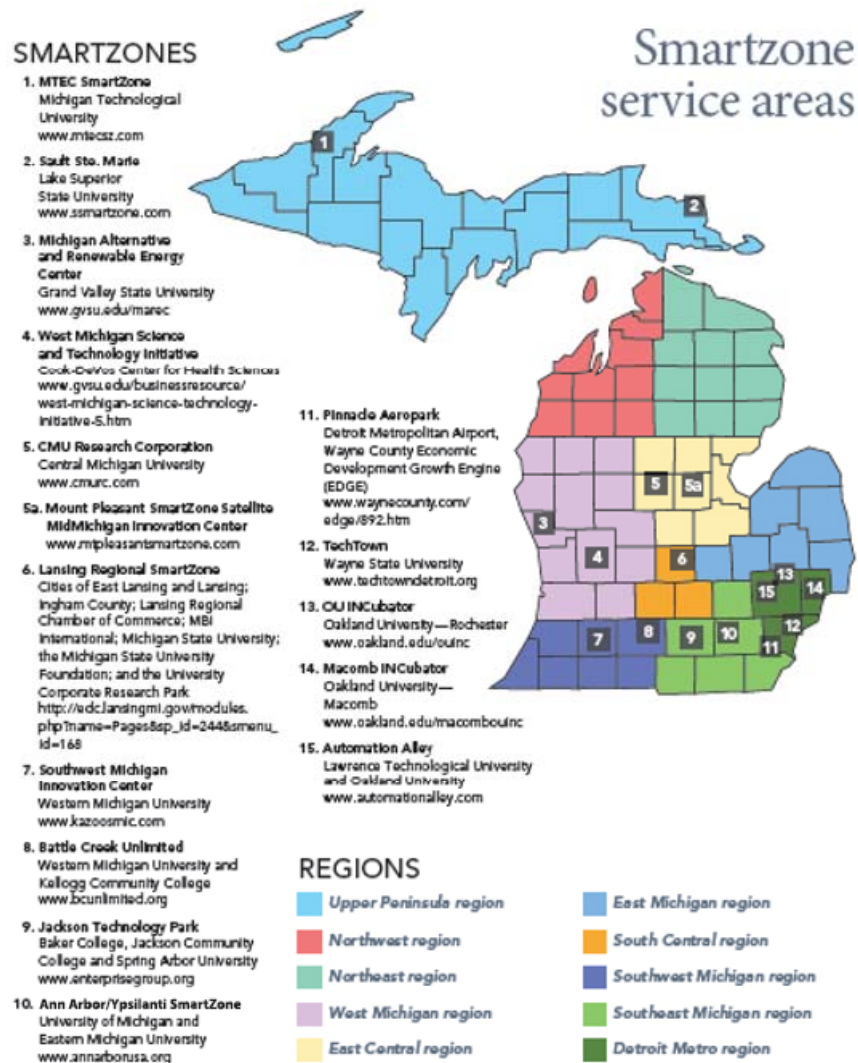 Smartzone
service areas
SMARTZONES
1. MTEC SmartZone
Michigan Technological
University
www.mtecsz.com
2. Sault Ste. Marie
Lake Superior
State University
www.ssmartzone.com
3. Michigan Alternative
and Renewable Energy
Center
Grand Valley State University
www.gvsu.edu/marec
4. West Michigan Science
and Technology Initiative
Cook-DeVos Center for Health Sciences
www.gvsu.edu/businessresource/
west-michigan-science-technology-
initiative-5.htm
5. CMU Research Corporation
Central Michigan University
www.cmurc.com
5a. Mount Pleasant SmartZone Satellite
MidMichigan Innovation Center
www.mtpleasantsmartzone.com
6. Lansing Regional SmartZone
Cities of East Lansing and Lansing;
Ingham County; Lansing Regional
Chamber of Commerce; MBI
International; Michigan State University;
the Michigan State University
Foundation; and the University
Corporate Research Park
http://edc.lansingmi.gov/modules.
php?name=Pages&sp_id=244&smenu_
id=168
7. Southwest Michigan
Innovation Center
Western Michigan University
www.kazoosmic.com
8. Battle Creek Unlimited
Western Michigan University and
Kellogg Community College
www.bcunlimited.org
9. Jackson Technology Park
Baker College, Jackson Community
College and Spring Arbor University
www.enterprisegroup.org
10. Ann Arbor/Ypsilanti SmartZone
University of Michigan and
Eastern Michigan University
www.annarborusa.org
11. Pinnacle Aeropark
Detroit Metropolitan Airport,
Wayne County Economic
Development Growth Engine
(EDGE)
www.waynecounty.com/
edge/892.htm
12. TechTown
Wayne State University
www.techtowndetroit.org
13. OU INCubator
Oakland University—Rochester
www.oakland.edu/ouinc
14. Macomb INCubator
Oakland University—
Macomb
www.oakland.edu/macombouinc
15. Automation Alley
Lawrence Technological University
and Oakland University
www.automationalley.com
1
2
5
5a
3
4
6
13
15
14
7
8
9
10
12
11
REGIONS
Upper Peninsula region
Northwest region
Northeast region
West Michigan region
East Central region
East Michigan region
South Central region
Southwest Michigan region
Southeast Michigan region
Detroit Metro region